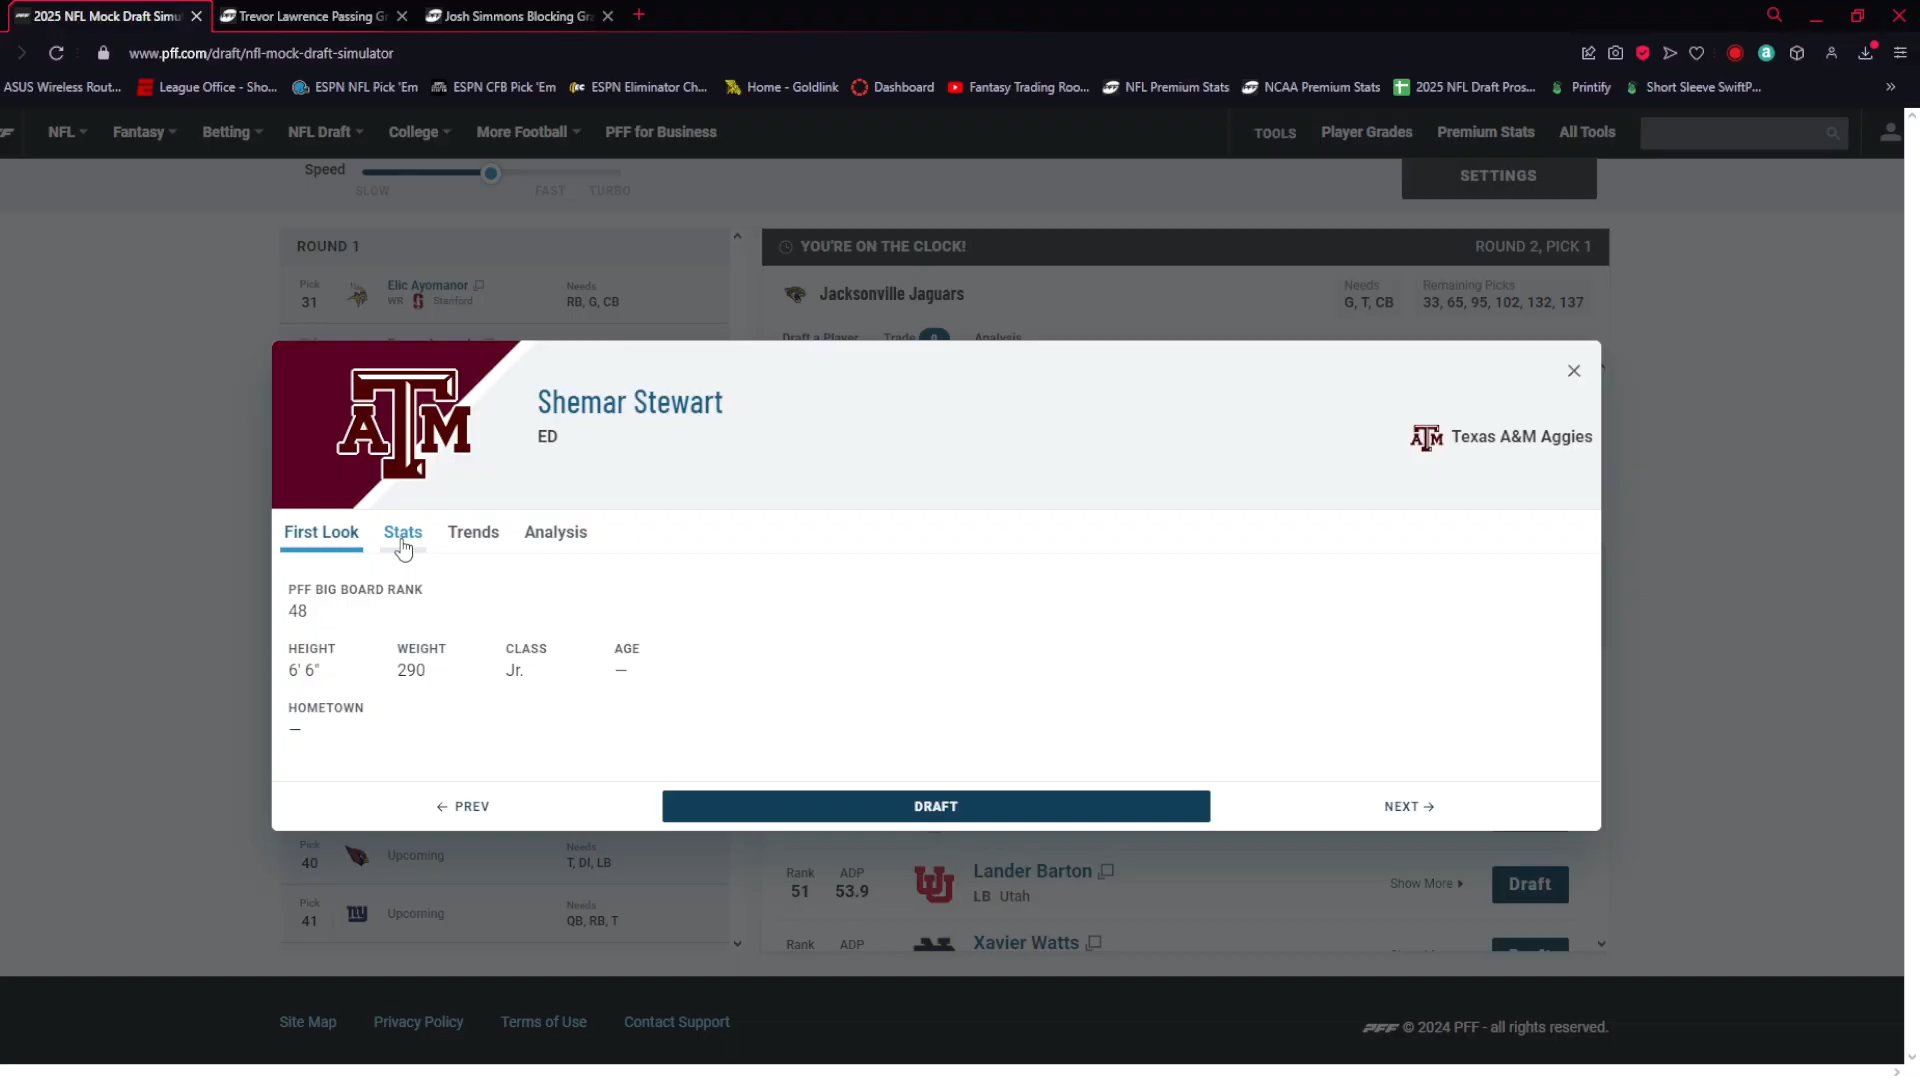 2025 NFL Mock Draft Simu
Trevor Lawrence Passing Gr
Josh Simmons Blocking Gra
www.pff.com/draft/nfl-mock-draft-simulator
ASUS Wireless Rout...
League Office - Sho...
ESPN NFL Pick 'Em
ESPN CFB Pick 'Em
ESPN Eliminator Ch...
Home - Goldlink
Dashboard
Fantasy Trading Roo...
NFL Premium Stats
NCAA Premium Stats
2025 NFL Draft Pros...
Printify
Short Sleeve SwiftP...
NFL
Fantasy
Betting
NFL Draft
College
More Football
PFF for Business
TOOLS
Player Grades
Premium Stats
All Tools
Speed
SLOW
FAST
TURBO
SETTINGS
ROUND 1
Pick
31
Elic Ayomanor
WR Stanford
Needs
RB, G, CB
YOU'RE ON THE CLOCK!
ROUND 2, PICK 1
Jacksonville Jaguars
Needs
G, T, CB
Remaining Picks
33, 65, 95, 102, 132, 137
Draft a Player
Trade
Analysis
Shemar Stewart
ED
Texas A&M Aggies
First Look
Stats
Trends
Analysis
PFF BIG BOARD RANK
48
HEIGHT
6' 6"
WEIGHT
290
CLASS
Jr.
AGE
—
HOMETOWN
—
← PREV
DRAFT
NEXT →
Pick
40
Upcoming
Needs
T, DI, LB
Pick
41
Upcoming
Needs
QB, RB, T
Rank
51
ADP
53.9
Lander Barton
LB Utah
Show More
Draft
Rank
ADP
Xavier Watts
Site Map
Privacy Policy
Terms of Use
Contact Support
PFF © 2024 PFF - all rights reserved.